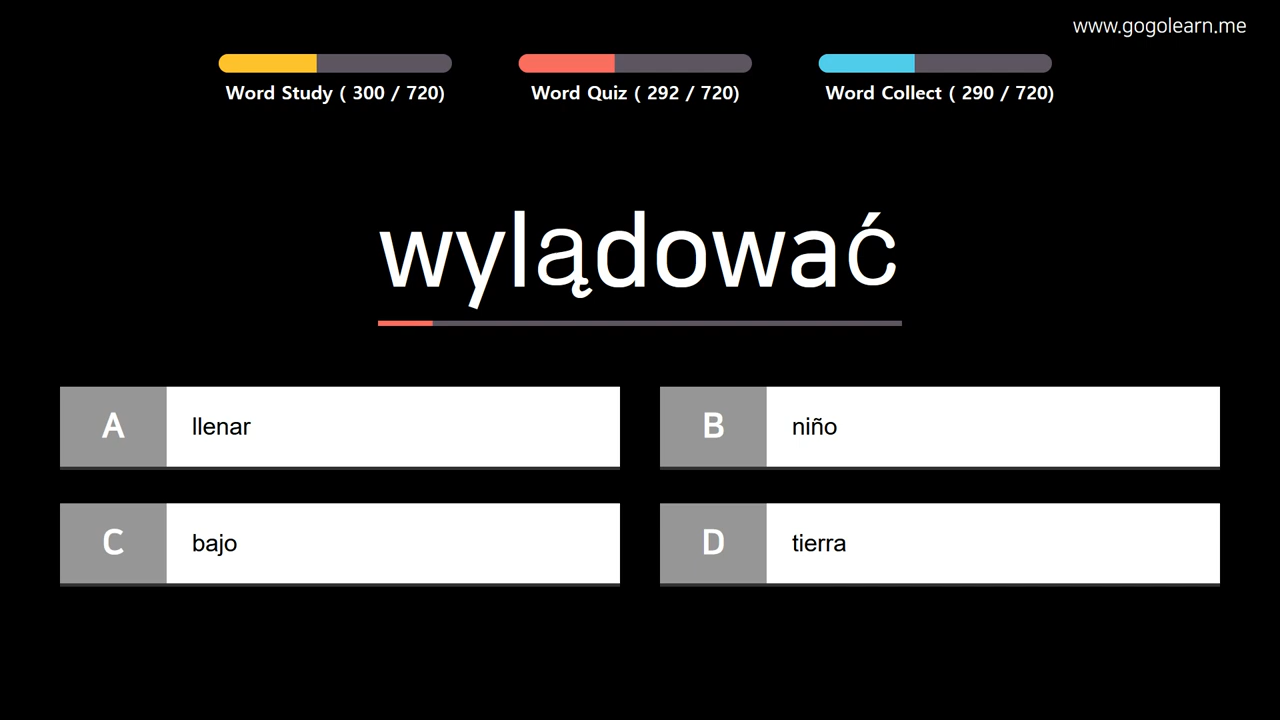 www.gogolearn.me
Word Study ( 300 / 720)
Word Quiz ( 292 / 720)
Word Collect ( 290 / 720)
wylądować
A llenar
B niño
C bajo
D tierra